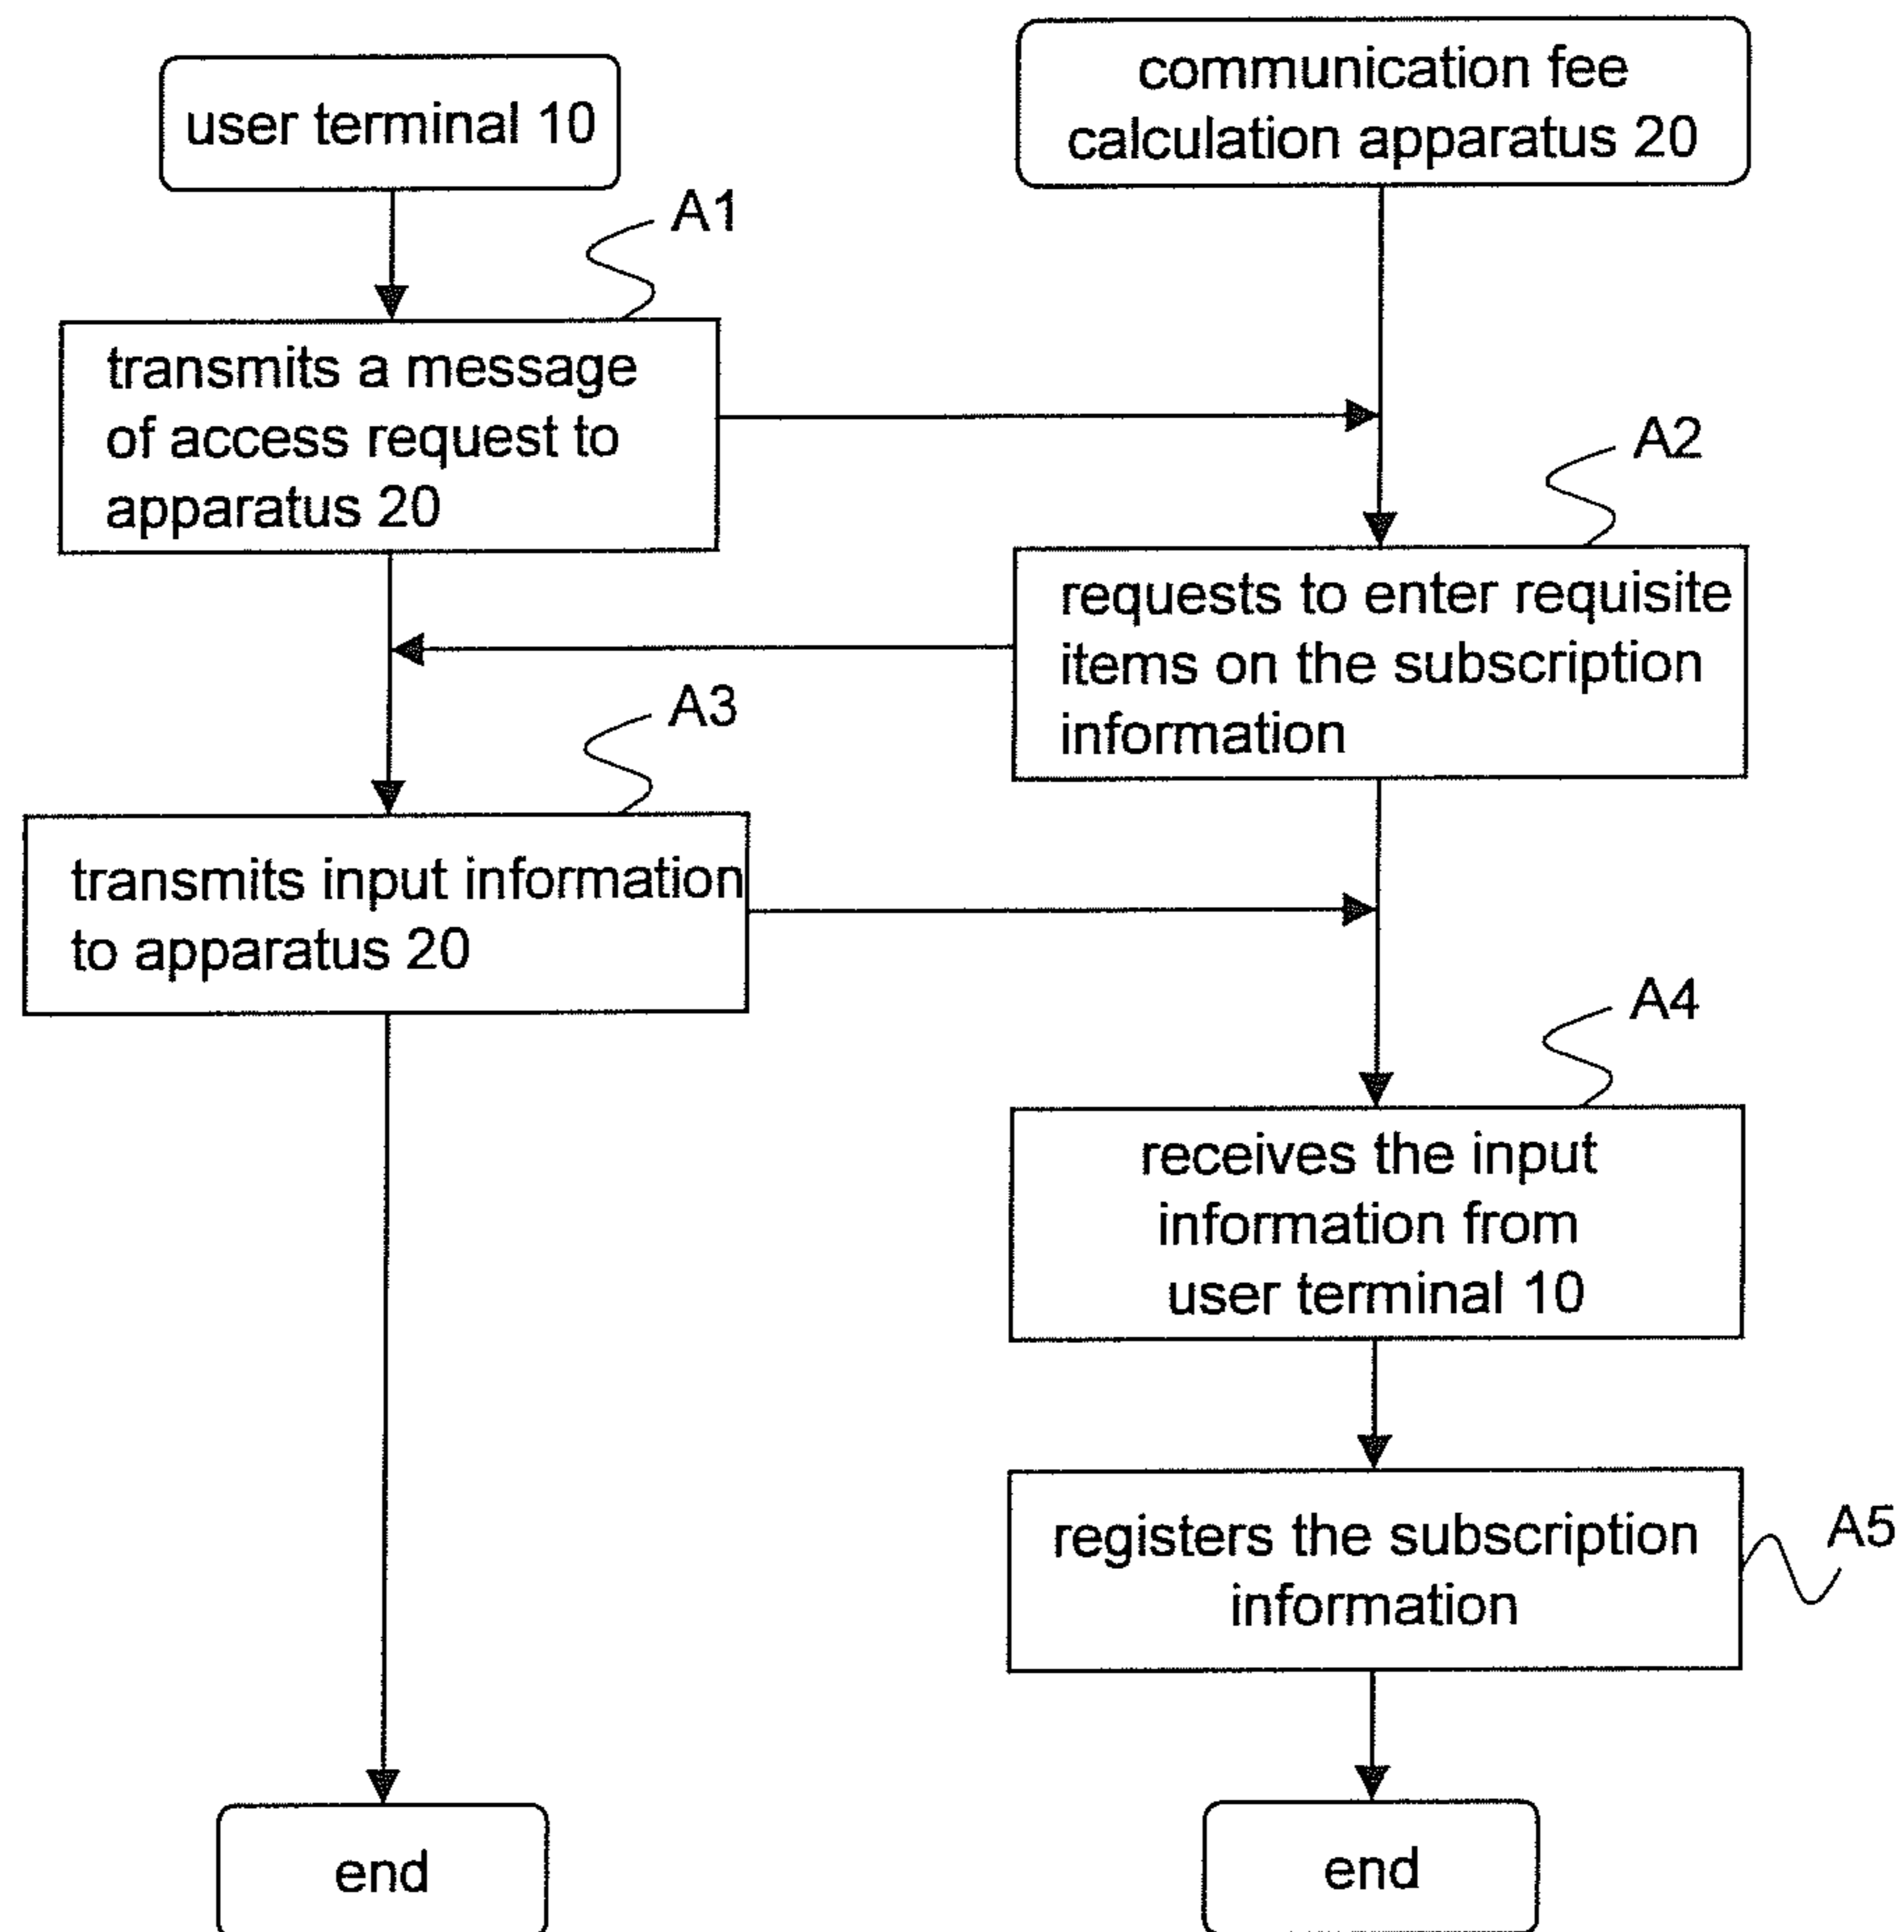 user terminal 10
communication fee
calculation apparatus 20
A1
transmits a message
of access request to
apparatus 20
A2
requests to enter requisite
items on the subscription
information
A3
transmits input information
to apparatus 20
A4
receives the input
information from
user terminal 10
A5
registers the subscription
information
end
end